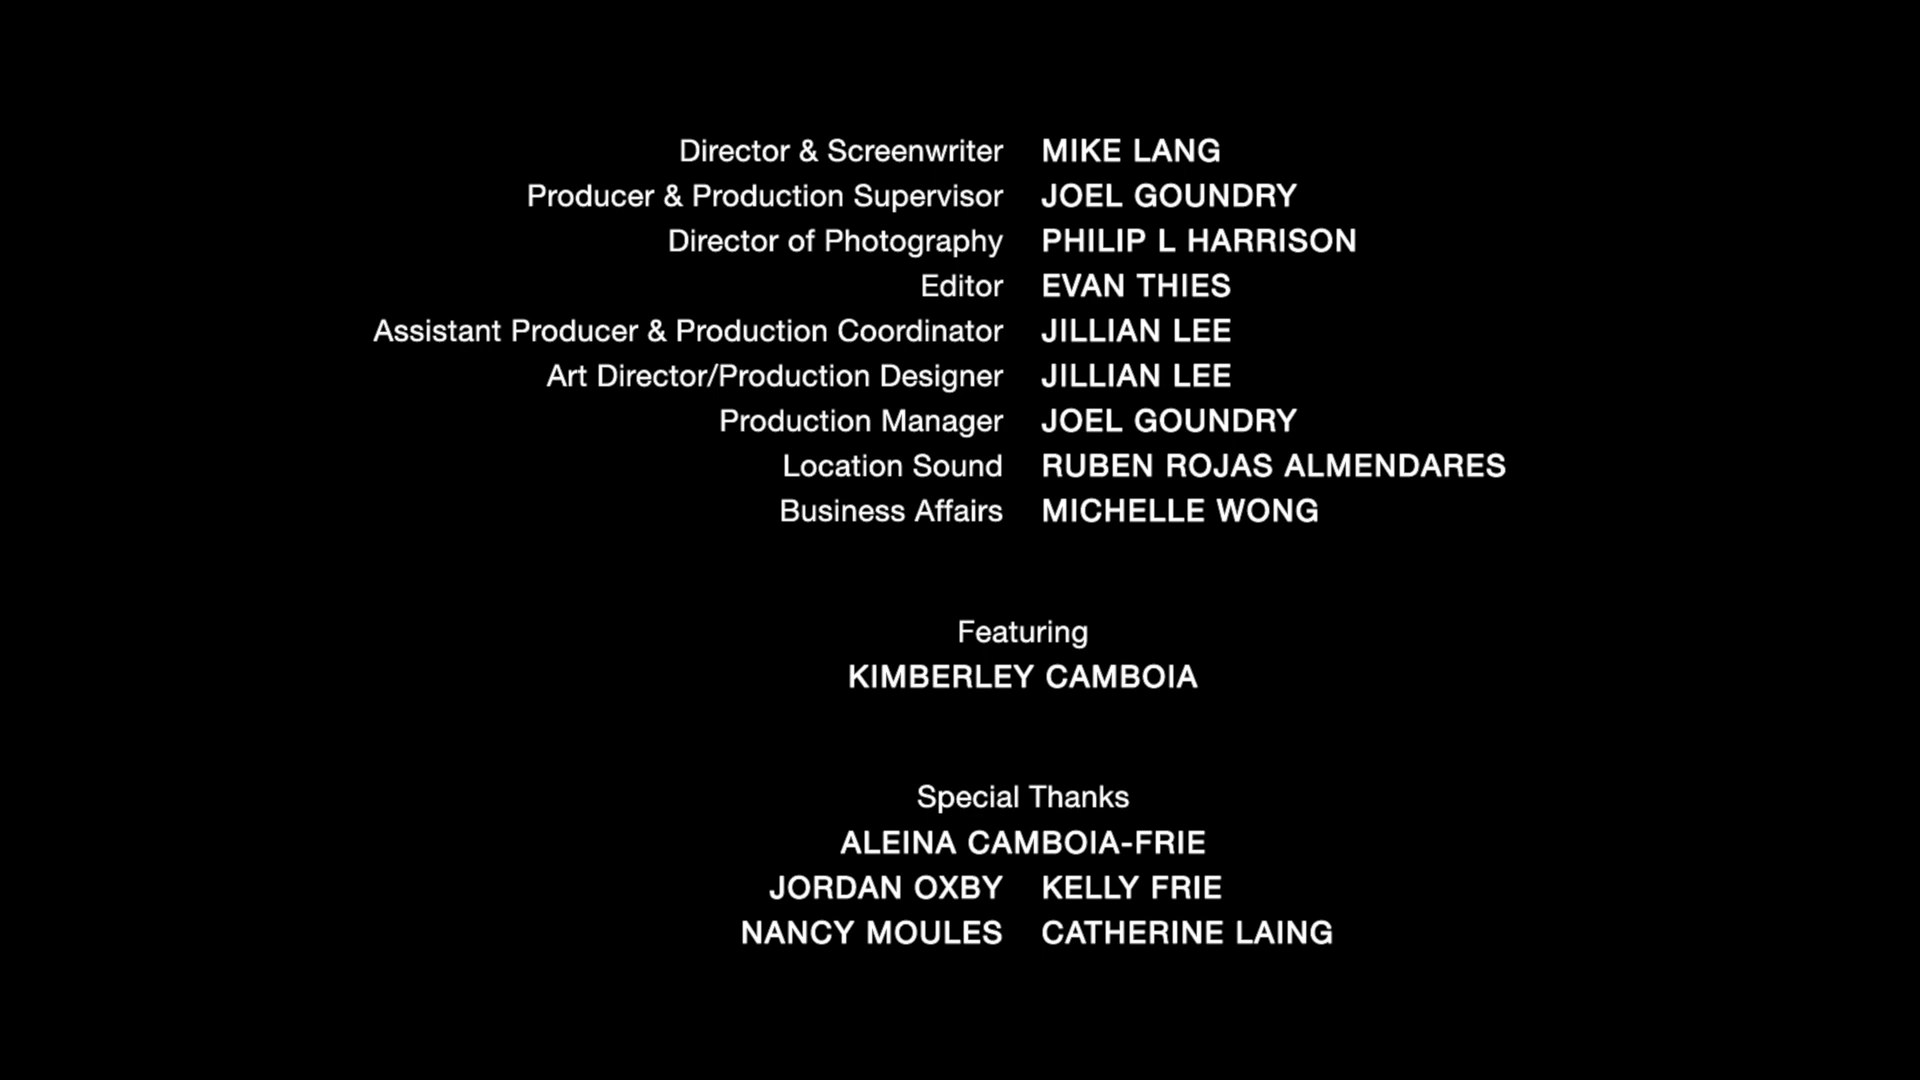 Director & Screenwriter MIKE LANG
Producer & Production Supervisor JOEL GOUNDRY
Director of Photography PHILIP L HARRISON
Editor EVAN THIES
Assistant Producer & Production Coordinator JILLIAN LEE
Art Director/Production Designer JILLIAN LEE
Production Manager JOEL GOUNDRY
Location Sound RUBEN ROJAS ALMENDARES
Business Affairs MICHELLE WONG
Featuring
KIMBERLEY CAMBOIA
Special Thanks
ALEINA CAMBOIA-FRIE
JORDAN OXBY KELLY FRIE
NANCY MOULES CATHERINE LAING